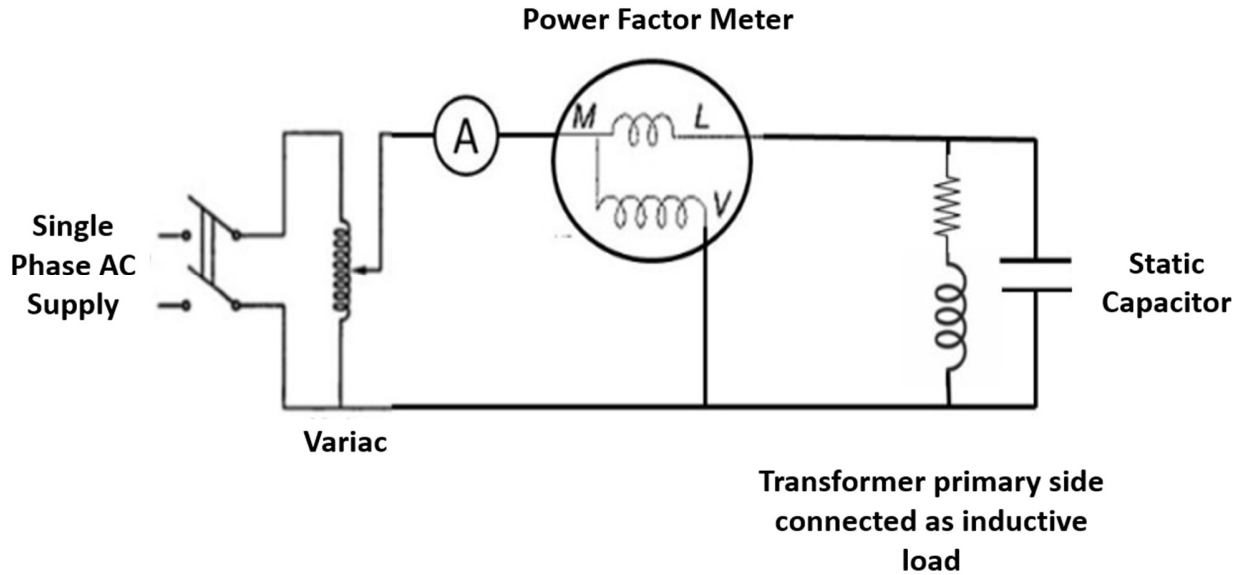 Power Factor Meter
M
L
A
V
Single
Phase AC
Supply
Static
Capacitor
Variac
Transformer primary side
connected as inductive
load